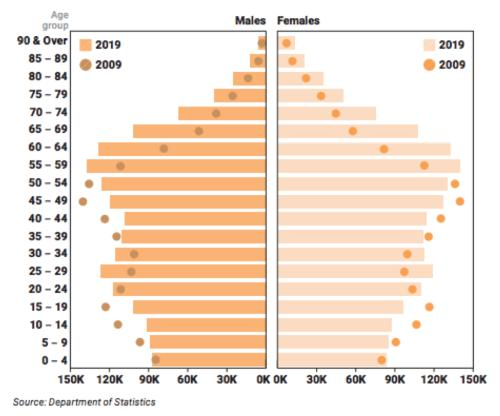 Age
group
Males Females
90 & Over
2019 2019
85 – 89
2009 2009
80 – 84
75 – 79
70 – 74
65 – 69
60 – 64
55 – 59
50 – 54
45 – 49
40 – 44
35 – 39
30 – 34
25 – 29
20 – 24
15 – 19
10 – 14
5 – 9
0 – 4
150K 120K 90K 60K 30K 0K 0K 30K 60K 90K 120K 150K
Source: Department of Statistics